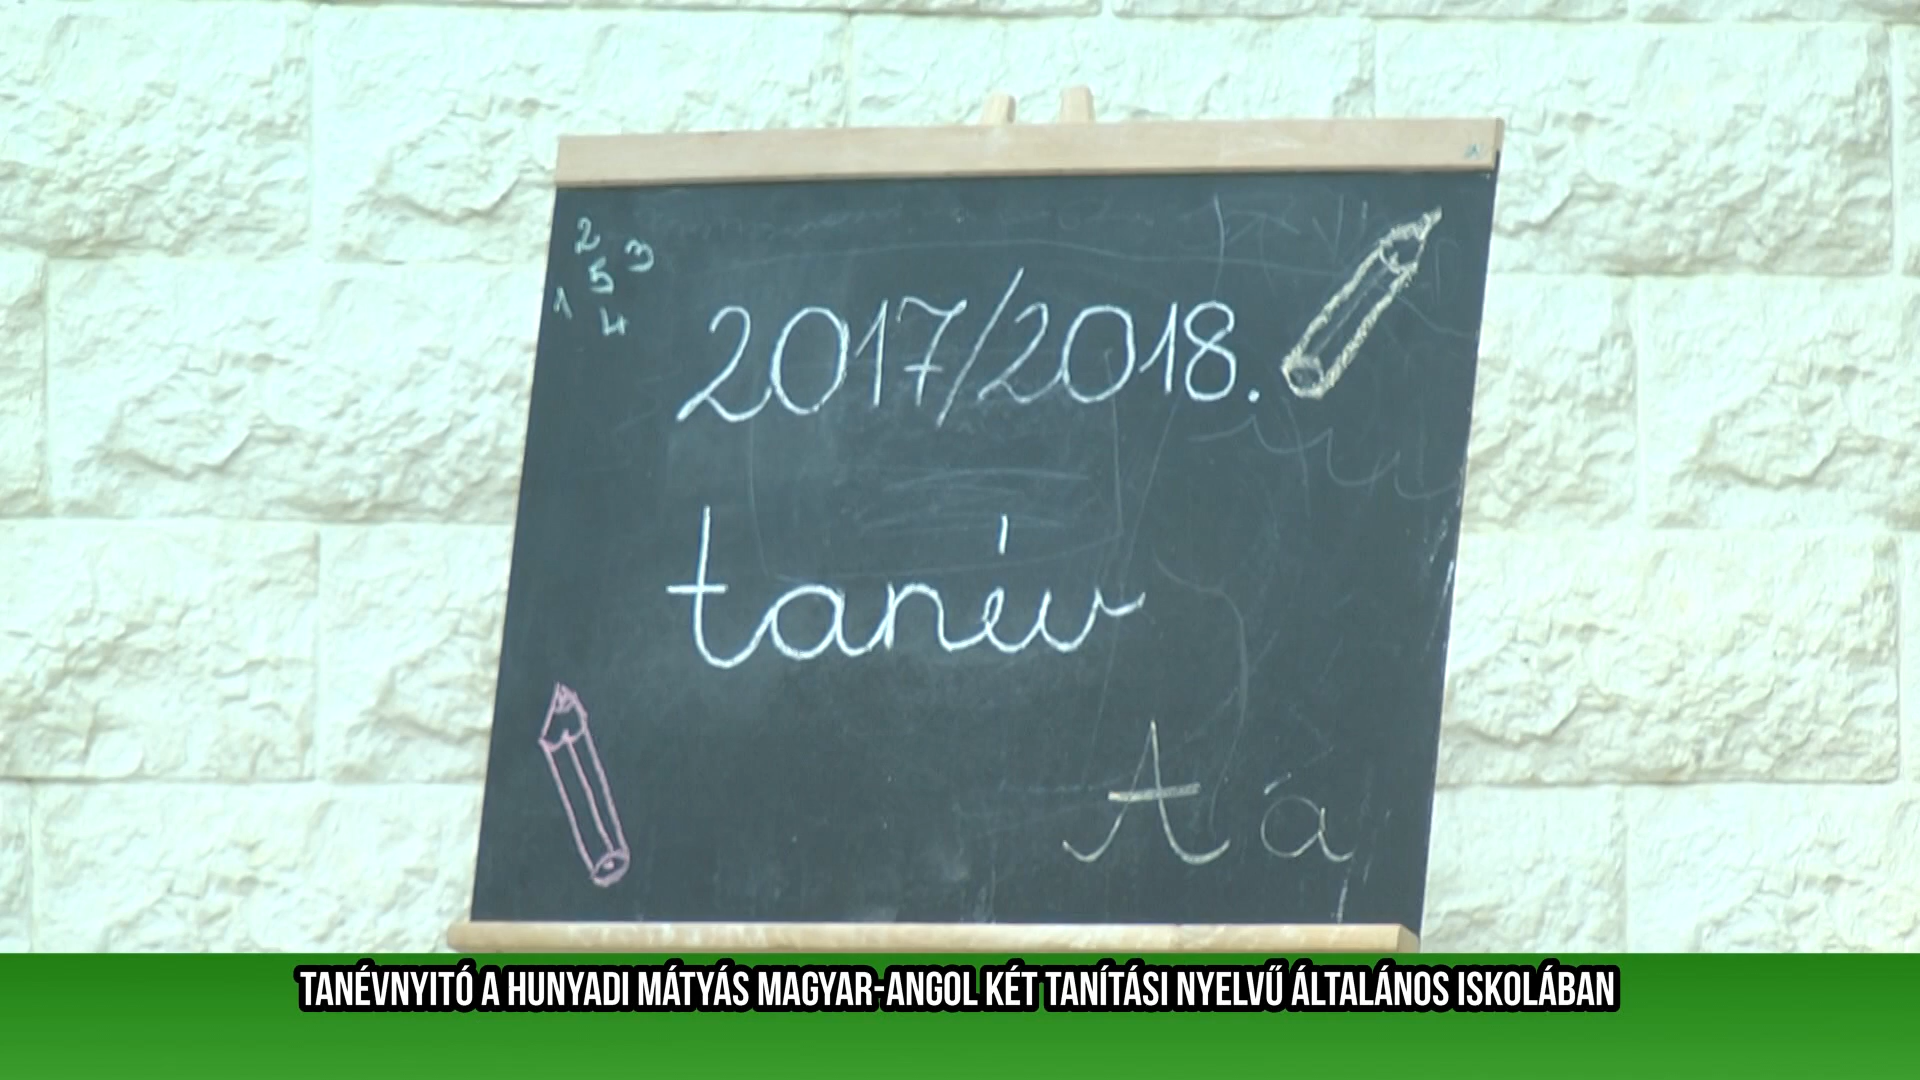 2
5 3
1
4
2017/2018.
tanév
A á
TANÉVNYITÓ A HUNYADI MÁTYÁS MAGYAR-ANGOL KÉT TANÍTÁSI NYELVŰ ÁLTALÁNOS ISKOLÁBAN